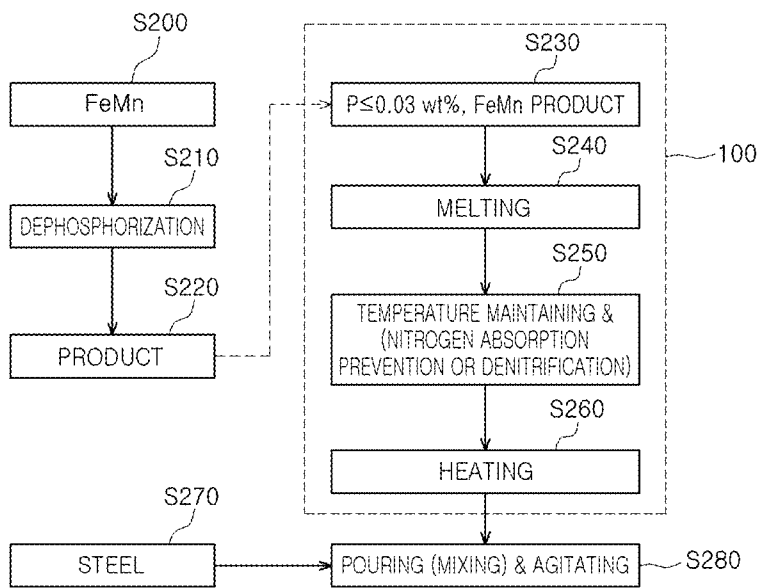 S200
FeMn
S210
DEPHOSPHORIZATION
S220
PRODUCT
S230
P≤0.03 wt%, FeMn PRODUCT
S240
MELTING
100
S250
TEMPERATURE MAINTAINING &
(NITROGEN ABSORPTION
PREVENTION OR DENITRIFICATION)
S260
HEATING
S270
STEEL
POURING (MIXING) & AGITATING
S280